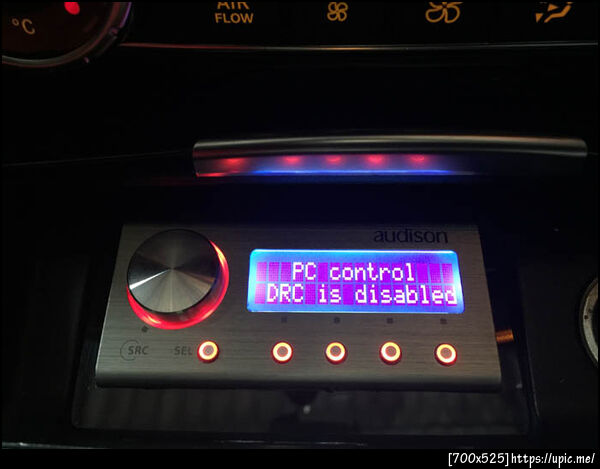 AIR
FLOW
°C
audison
PC control
DRC is disabled
SRC
SEL
[700x525]https://upic.me/